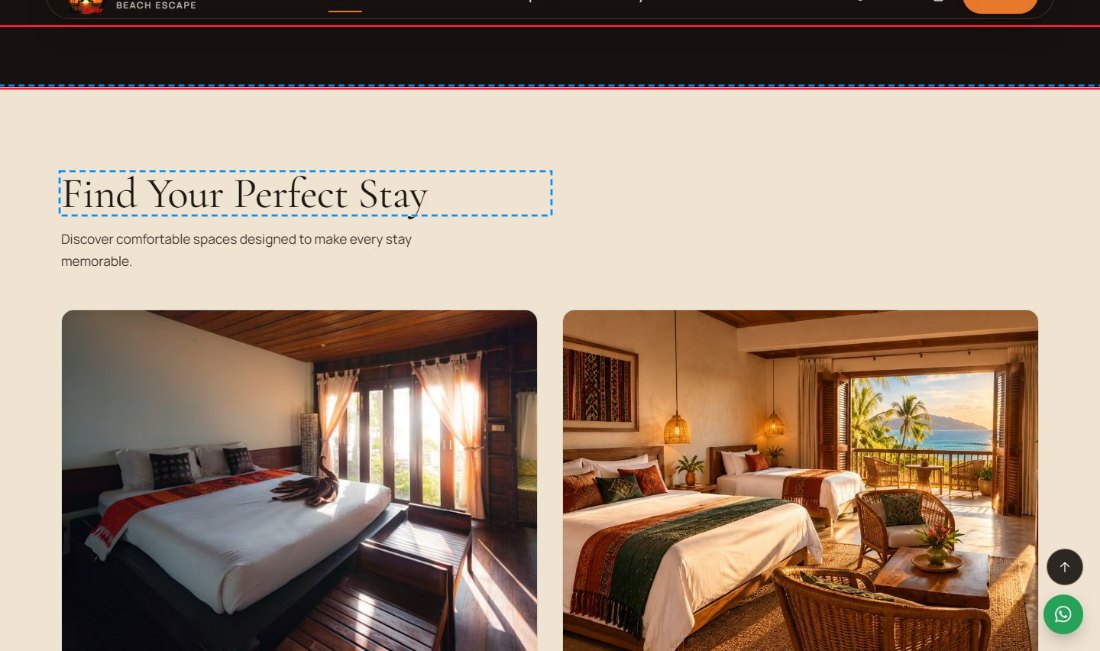 BEACH ESCAPE
Find Your Perfect Stay
Discover comfortable spaces designed to make every stay
memorable.